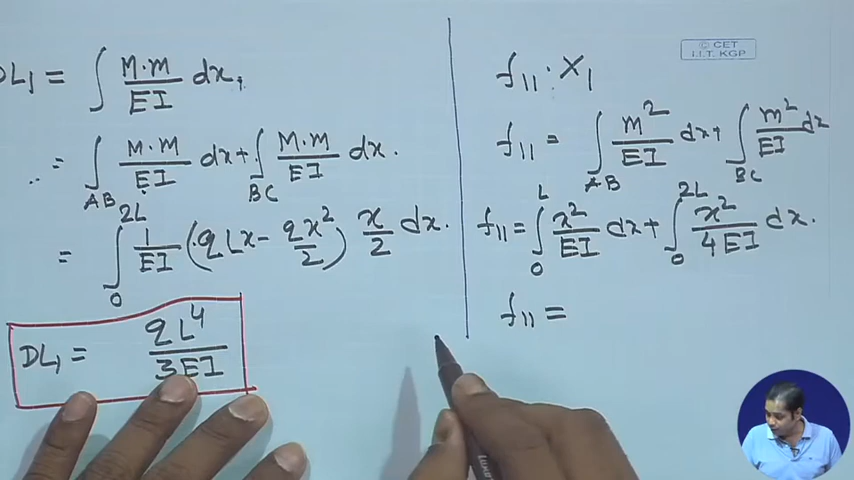 DL₁ = ∫ M·m/EI dx,
∴ = ∫AB M·m/EI dx + ∫BC M·m/EI dx.
= ∫₀^2L 1/EI (qLx - qx²/2) x/2 dx.
DL₁ = qL⁴/3EI
© CET
I.I.T. KGP
f₁₁ · X₁
f₁₁ = ∫AB m²/EI dx + ∫BC m²/EI dx
f₁₁ = ∫₀^L x²/EI dx + ∫₀^2L x²/4EI dx.
f₁₁ =